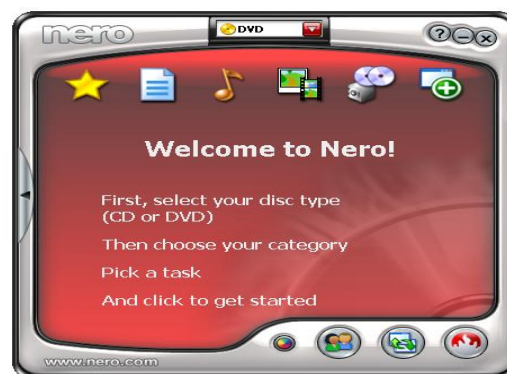 nero
DVD
Welcome to Nero!
First, select your disc type
(CD or DVD)
Then choose your category
Pick a task
And click to get started
www.nero.com